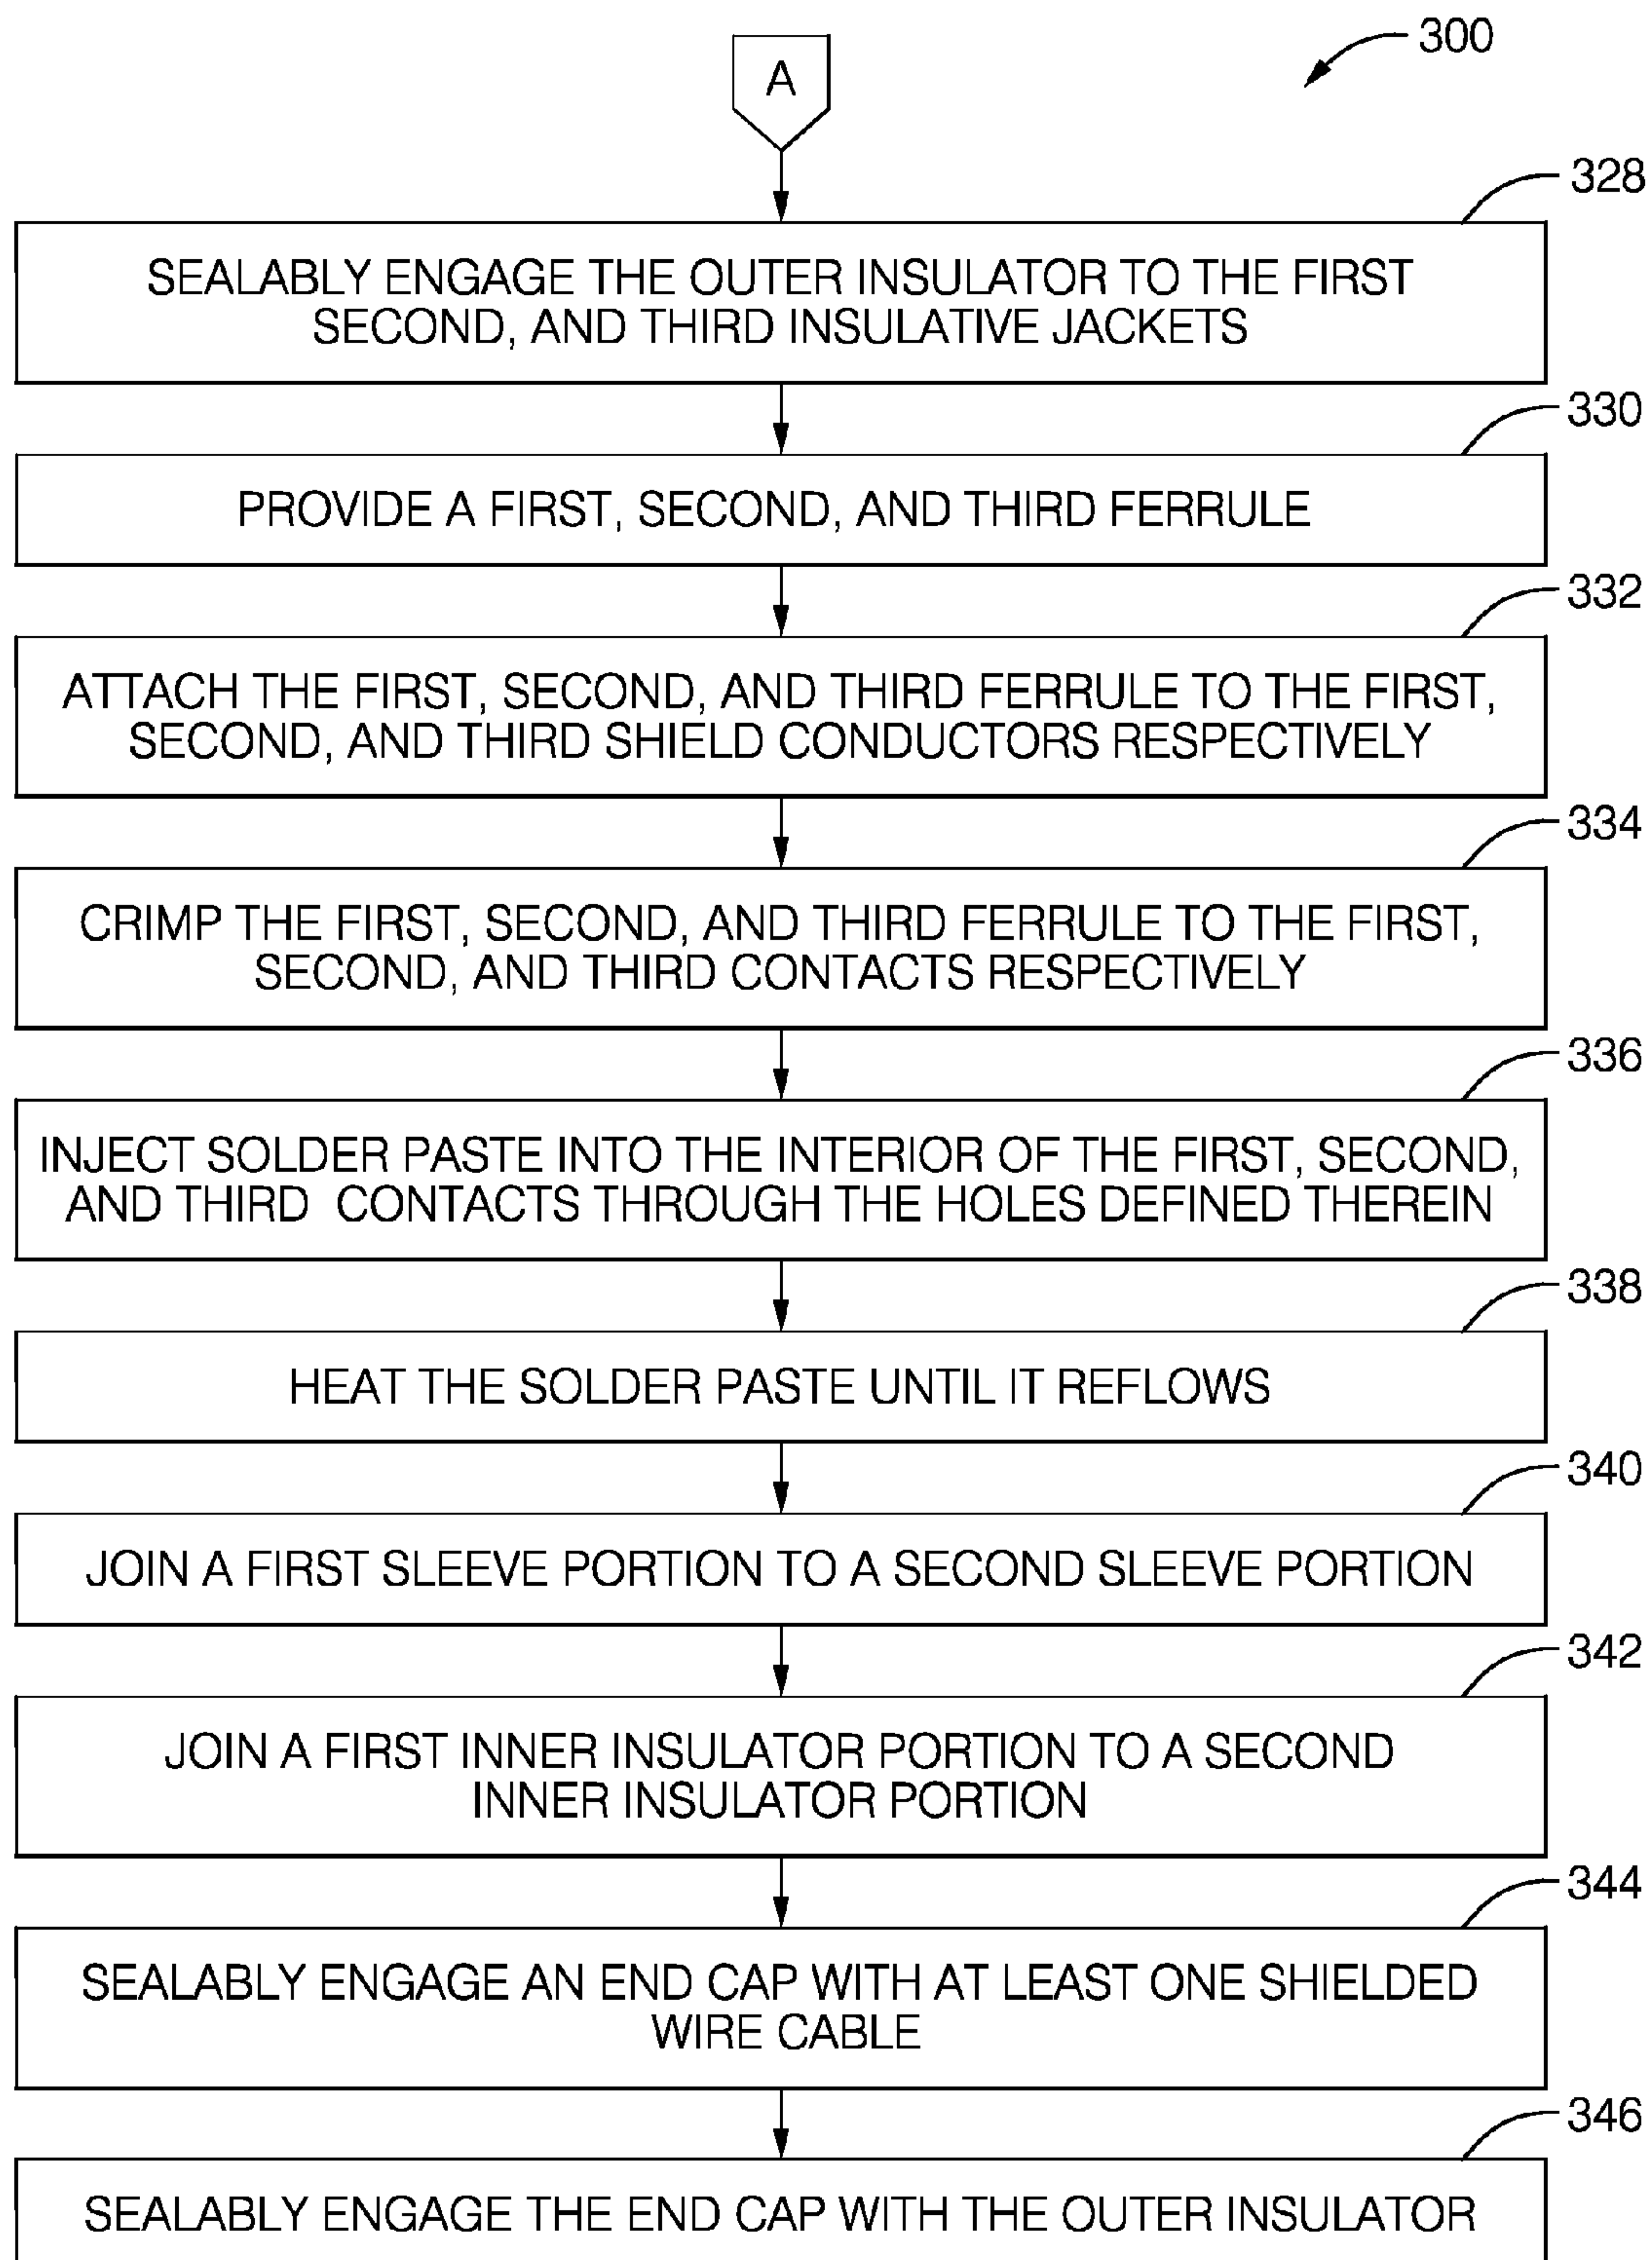 A
300
328
SEALABLY ENGAGE THE OUTER INSULATOR TO THE FIRST
SECOND, AND THIRD INSULATIVE JACKETS
330
PROVIDE A FIRST, SECOND, AND THIRD FERRULE
332
ATTACH THE FIRST, SECOND, AND THIRD FERRULE TO THE FIRST,
SECOND, AND THIRD SHIELD CONDUCTORS RESPECTIVELY
334
CRIMP THE FIRST, SECOND, AND THIRD FERRULE TO THE FIRST,
SECOND, AND THIRD CONTACTS RESPECTIVELY
336
INJECT SOLDER PASTE INTO THE INTERIOR OF THE FIRST, SECOND,
AND THIRD CONTACTS THROUGH THE HOLES DEFINED THEREIN
338
HEAT THE SOLDER PASTE UNTIL IT REFLOWS
340
JOIN A FIRST SLEEVE PORTION TO A SECOND SLEEVE PORTION
342
JOIN A FIRST INNER INSULATOR PORTION TO A SECOND
INNER INSULATOR PORTION
344
SEALABLY ENGAGE AN END CAP WITH AT LEAST ONE SHIELDED
WIRE CABLE
346
SEALABLY ENGAGE THE END CAP WITH THE OUTER INSULATOR